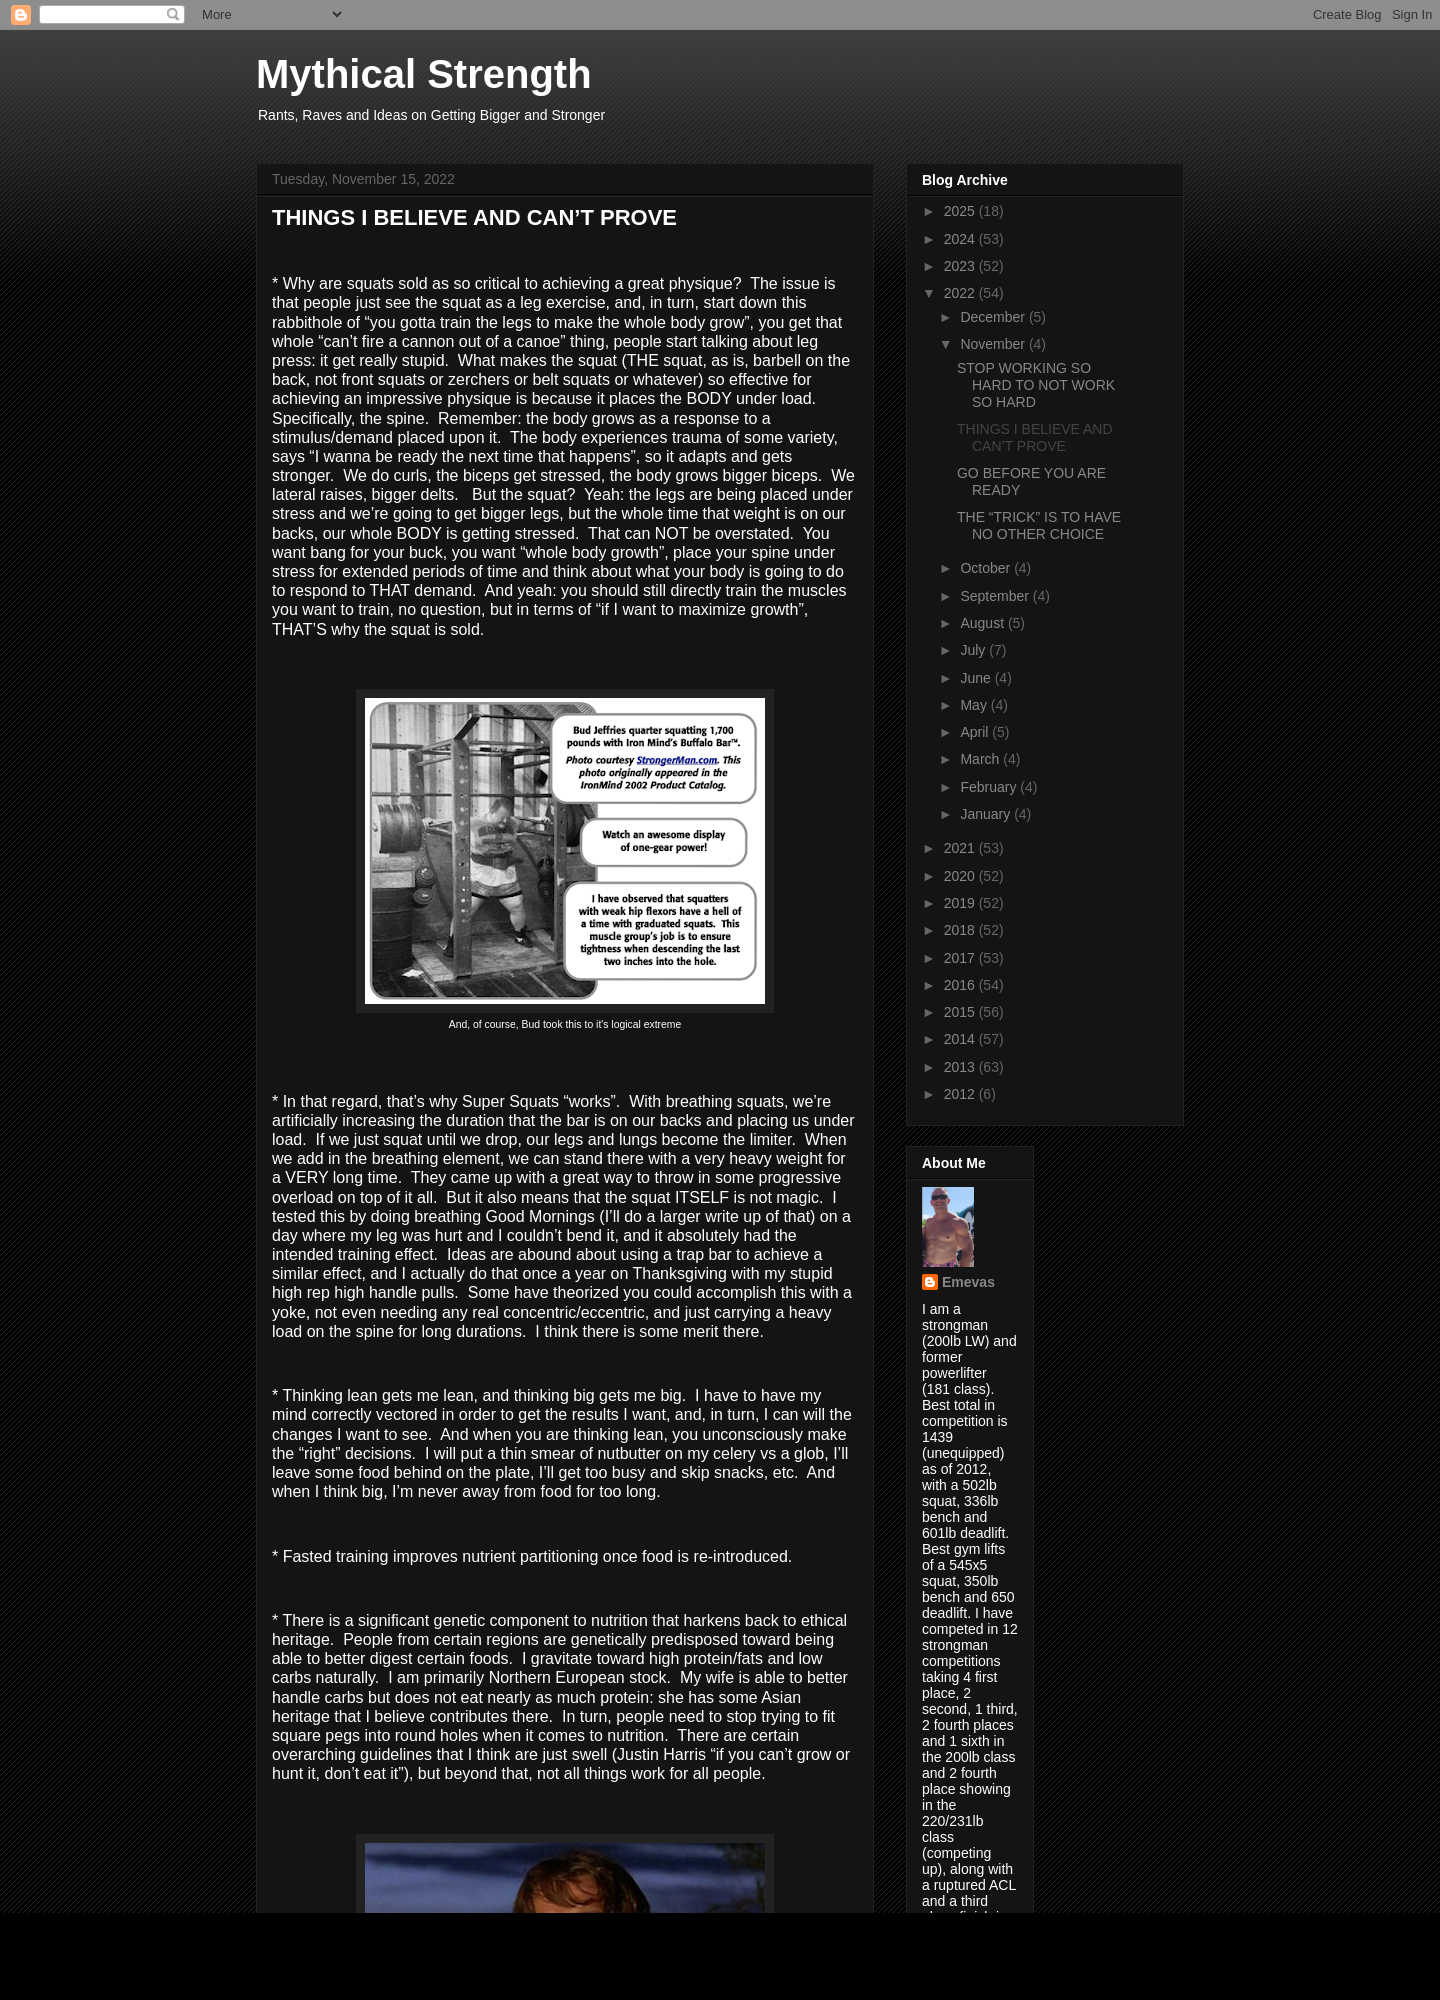 More
Create Blog Sign In
Mythical Strength
Rants, Raves and Ideas on Getting Bigger and Stronger
Tuesday, November 15, 2022
THINGS I BELIEVE AND CAN’T PROVE
* Why are squats sold as so critical to achieving a great physique?  The issue is
that people just see the squat as a leg exercise, and, in turn, start down this
rabbithole of “you gotta train the legs to make the whole body grow”, you get that
whole “can’t fire a cannon out of a canoe” thing, people start talking about leg
press: it get really stupid.  What makes the squat (THE squat, as is, barbell on the
back, not front squats or zerchers or belt squats or whatever) so effective for
achieving an impressive physique is because it places the BODY under load.
Specifically, the spine.  Remember: the body grows as a response to a
stimulus/demand placed upon it.  The body experiences trauma of some variety,
says “I wanna be ready the next time that happens”, so it adapts and gets
stronger.  We do curls, the biceps get stressed, the body grows bigger biceps.  We
lateral raises, bigger delts.   But the squat?  Yeah: the legs are being placed under
stress and we’re going to get bigger legs, but the whole time that weight is on our
backs, our whole BODY is getting stressed.  That can NOT be overstated.  You
want bang for your buck, you want “whole body growth”, place your spine under
stress for extended periods of time and think about what your body is going to do
to respond to THAT demand.  And yeah: you should still directly train the muscles
you want to train, no question, but in terms of “if I want to maximize growth”,
THAT’S why the squat is sold.
Bud Jeffries quarter squatting 1,700
pounds with Iron Mind’s Buffalo Bar™.
Photo courtesy StrongerMan.com. This
photo originally appeared in the
IronMind 2002 Product Catalog.
Watch an awesome display
of one-gear power!
I have observed that squatters
with weak hip flexors have a hell of
a time with graduated squats.  This
muscle group’s job is to ensure
tightness when descending the last
two inches into the hole.
And, of course, Bud took this to it's logical extreme
* In that regard, that’s why Super Squats “works”.  With breathing squats, we’re
artificially increasing the duration that the bar is on our backs and placing us under
load.  If we just squat until we drop, our legs and lungs become the limiter.  When
we add in the breathing element, we can stand there with a very heavy weight for
a VERY long time.  They came up with a great way to throw in some progressive
overload on top of it all.  But it also means that the squat ITSELF is not magic.  I
tested this by doing breathing Good Mornings (I’ll do a larger write up of that) on a
day where my leg was hurt and I couldn’t bend it, and it absolutely had the
intended training effect.  Ideas are abound about using a trap bar to achieve a
similar effect, and I actually do that once a year on Thanksgiving with my stupid
high rep high handle pulls.  Some have theorized you could accomplish this with a
yoke, not even needing any real concentric/eccentric, and just carrying a heavy
load on the spine for long durations.  I think there is some merit there.
* Thinking lean gets me lean, and thinking big gets me big.  I have to have my
mind correctly vectored in order to get the results I want, and, in turn, I can will the
changes I want to see.  And when you are thinking lean, you unconsciously make
the “right” decisions.  I will put a thin smear of nutbutter on my celery vs a glob, I’ll
leave some food behind on the plate, I’ll get too busy and skip snacks, etc.  And
when I think big, I’m never away from food for too long.
* Fasted training improves nutrient partitioning once food is re-introduced.
* There is a significant genetic component to nutrition that harkens back to ethical
heritage.  People from certain regions are genetically predisposed toward being
able to better digest certain foods.  I gravitate toward high protein/fats and low
carbs naturally.  I am primarily Northern European stock.  My wife is able to better
handle carbs but does not eat nearly as much protein: she has some Asian
heritage that I believe contributes there.  In turn, people need to stop trying to fit
square pegs into round holes when it comes to nutrition.  There are certain
overarching guidelines that I think are just swell (Justin Harris “if you can’t grow or
hunt it, don’t eat it”), but beyond that, not all things work for all people.
Blog Archive
► 2025 (18)
► 2024 (53)
► 2023 (52)
▼ 2022 (54)
► December (5)
▼ November (4)
STOP WORKING SO
HARD TO NOT WORK
SO HARD
THINGS I BELIEVE AND
CAN’T PROVE
GO BEFORE YOU ARE
READY
THE “TRICK” IS TO HAVE
NO OTHER CHOICE
► October (4)
► September (4)
► August (5)
► July (7)
► June (4)
► May (4)
► April (5)
► March (4)
► February (4)
► January (4)
► 2021 (53)
► 2020 (52)
► 2019 (52)
► 2018 (52)
► 2017 (53)
► 2016 (54)
► 2015 (56)
► 2014 (57)
► 2013 (63)
► 2012 (6)
About Me
Emevas
I am a
strongman
(200lb LW) and
former
powerlifter
(181 class).
Best total in
competition is
1439
(unequipped)
as of 2012,
with a 502lb
squat, 336lb
bench and
601lb deadlift.
Best gym lifts
of a 545x5
squat, 350lb
bench and 650
deadlift. I have
competed in 12
strongman
competitions
taking 4 first
place, 2
second, 1 third,
2 fourth places
and 1 sixth in
the 200lb class
and 2 fourth
place showing
in the
220/231lb
class
(competing
up), along with
a ruptured ACL
and a third